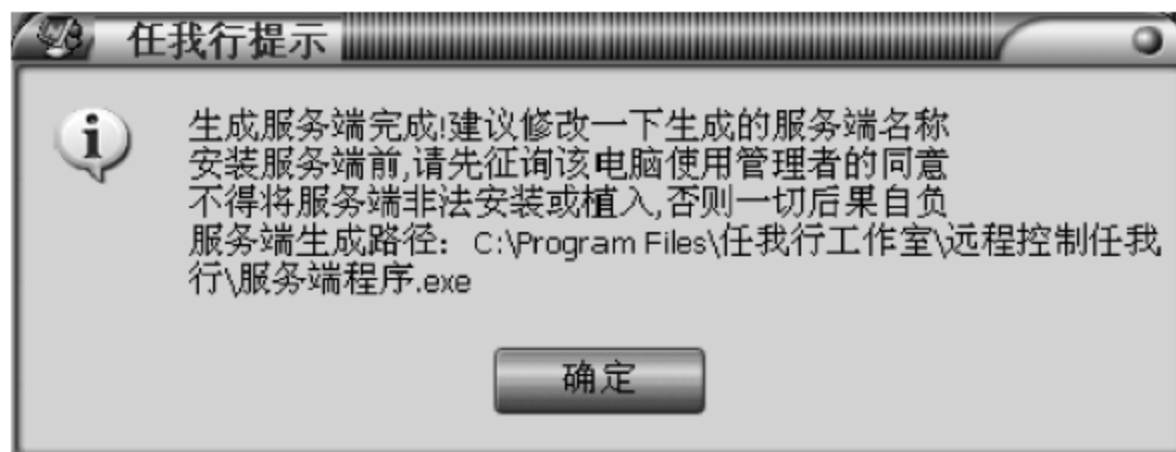 任我行提示
生成服务端完成!建议修改一下生成的服务端名称
安装服务端前,请先征询该电脑使用管理者的同意
不得将服务端非法安装或植入,否则一切后果自负
服务端生成路径：C:\Program Files\任我行工作室\远程控制任我
行\服务端程序.exe
确定